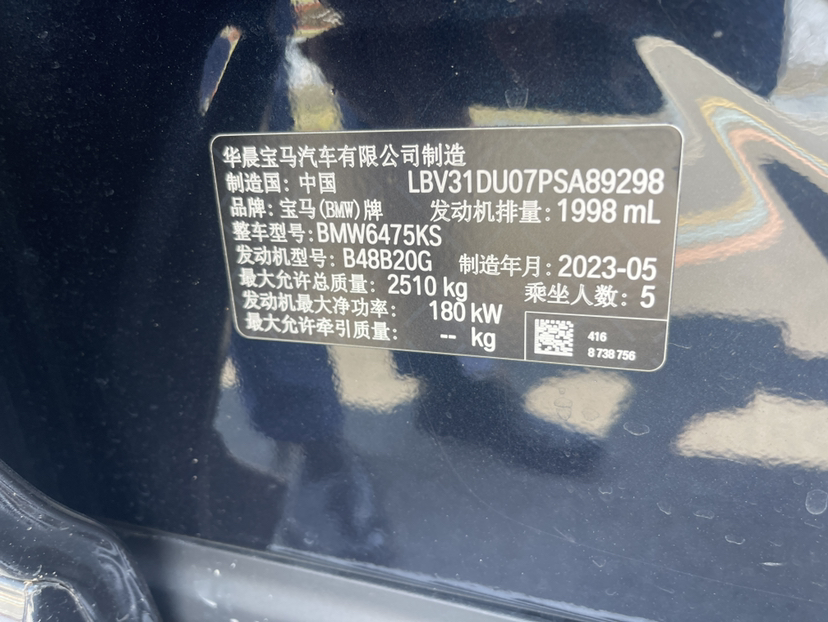 华晨宝马汽车有限公司制造
制造国：中国 LBV31DU07PSA89298
品牌：宝马(BMW)牌 发动机排量：1998 mL
整车型号：BMW6475KS
发动机型号：B48B20G 制造年月：2023-05
最大允许总质量：2510 kg 乘坐人数：5
发动机最大净功率： 180 kW
最大允许牵引质量： -- kg
416
8 738 756